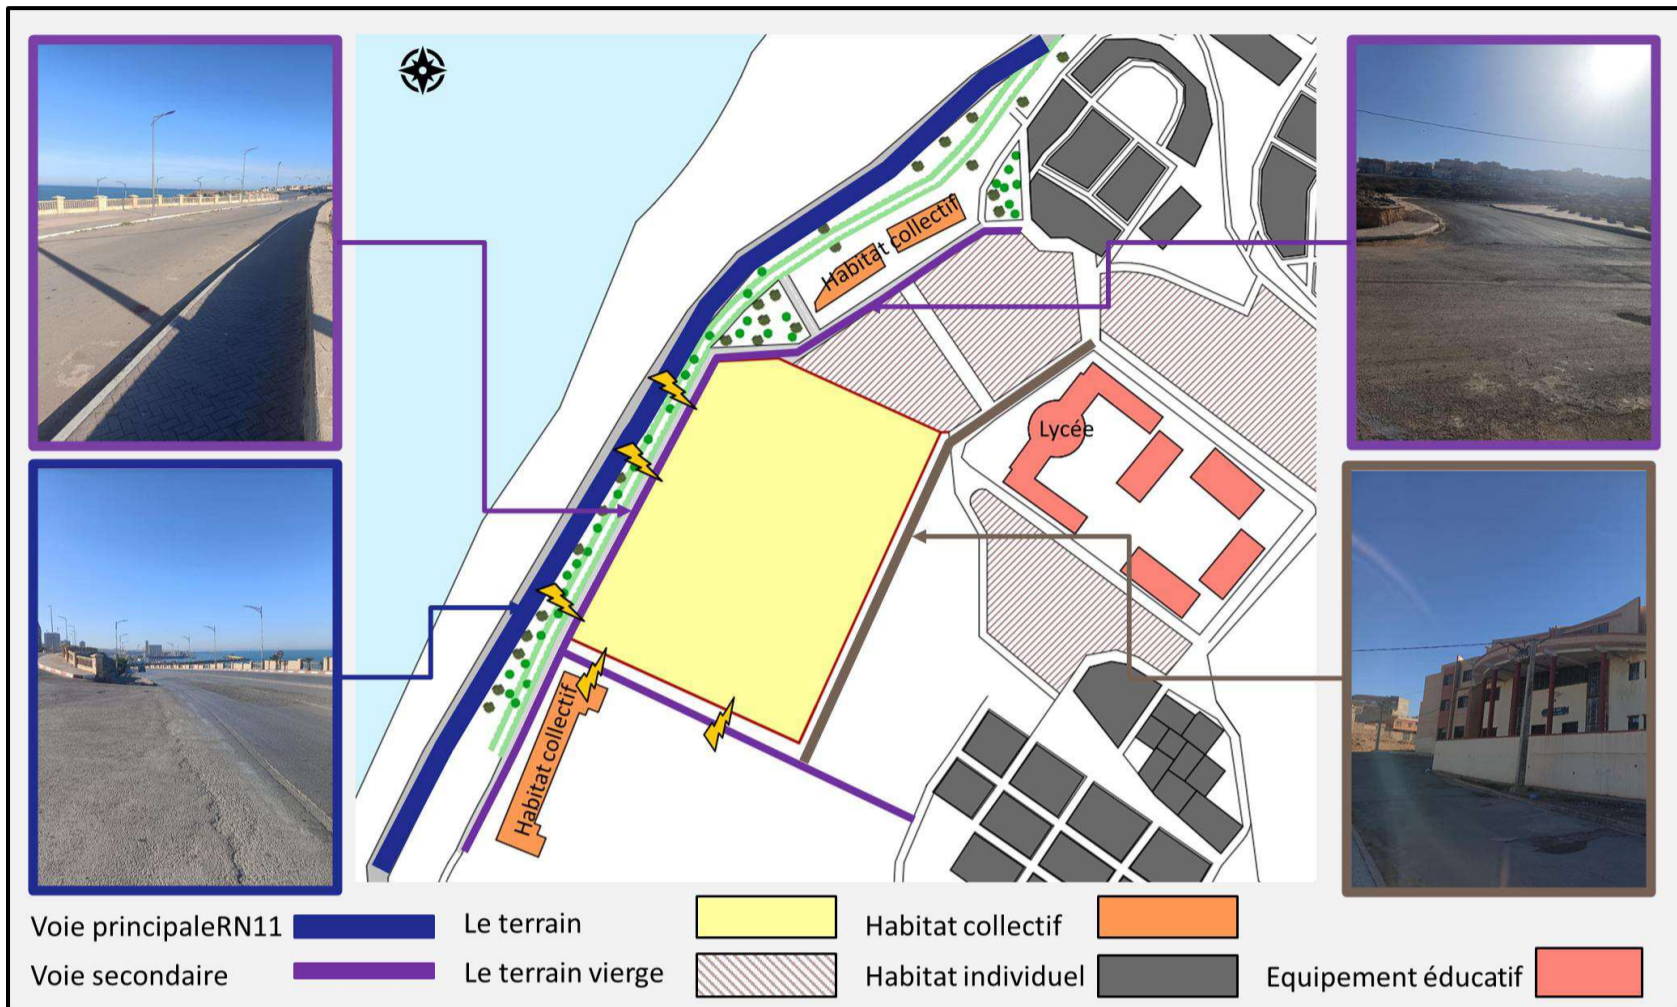 Habitat collectif
Lycée
Habitat collectif
Voie principaleRN11
Le terrain
Habitat collectif
Voie secondaire
Le terrain vierge
Habitat individuel
Equipement éducatif